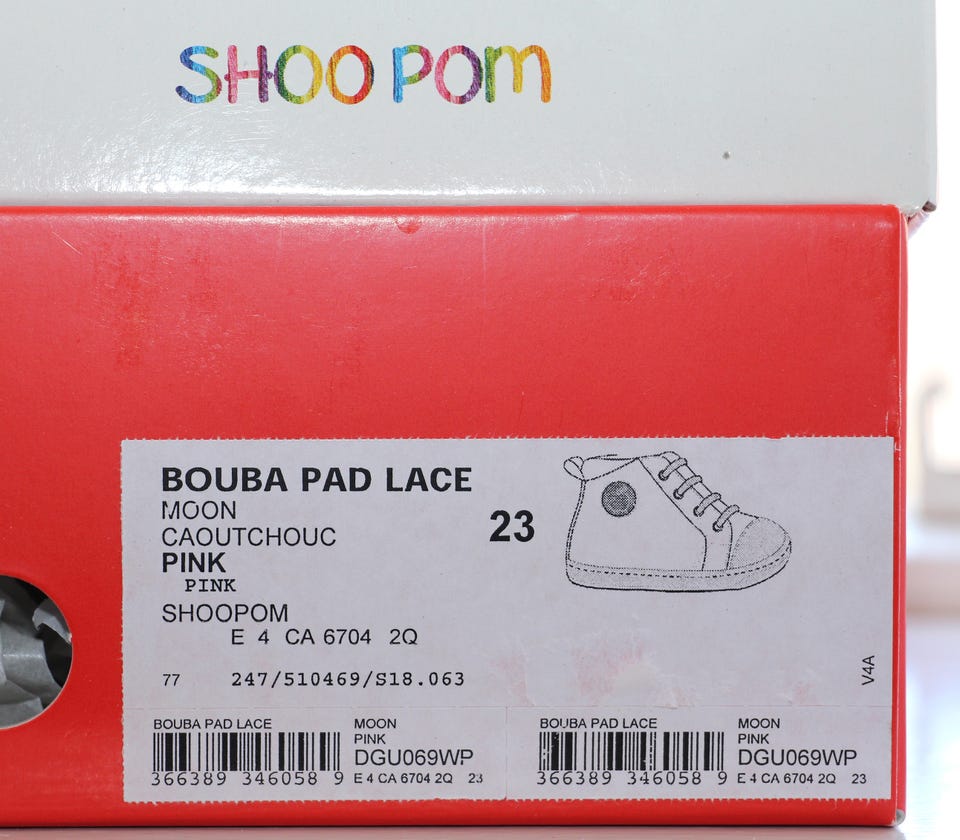 SHOO POM
BOUBA PAD LACE
MOON
CAOUTCHOUC
PINK
PINK
SHOOPOM
E 4 CA 6704 2Q
77 247/510469/S18.063
23
V4A
BOUBA PAD LACE
MOON
PINK
DGU069WP
366389 346058 9
E 4 CA 6704 2Q 23
BOUBA PAD LACE
MOON
PINK
DGU069WP
366389 346058 9
E 4 CA 6704 2Q 23